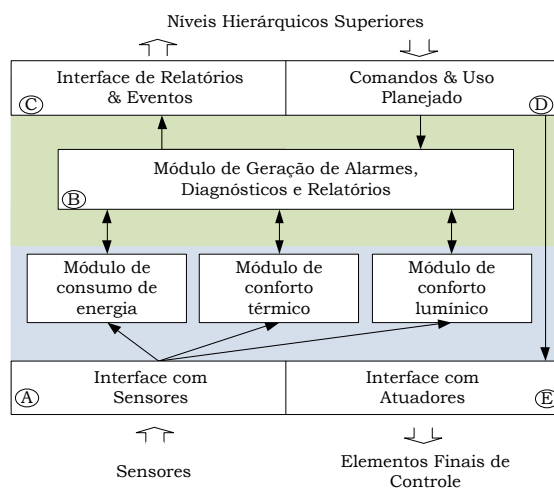 Níveis Hierárquicos Superiores
Interface de Relatórios
& Eventos
C
Comandos & Uso
Planejado
D
Módulo de Geração de Alarmes,
Diagnósticos e Relatórios
B
Módulo de
consumo de
energia
Módulo de
conforto
térmico
Módulo de
conforto
lumínico
Interface com
Sensores
A
Interface com
Atuadores
E
Sensores
Elementos Finais de
Controle